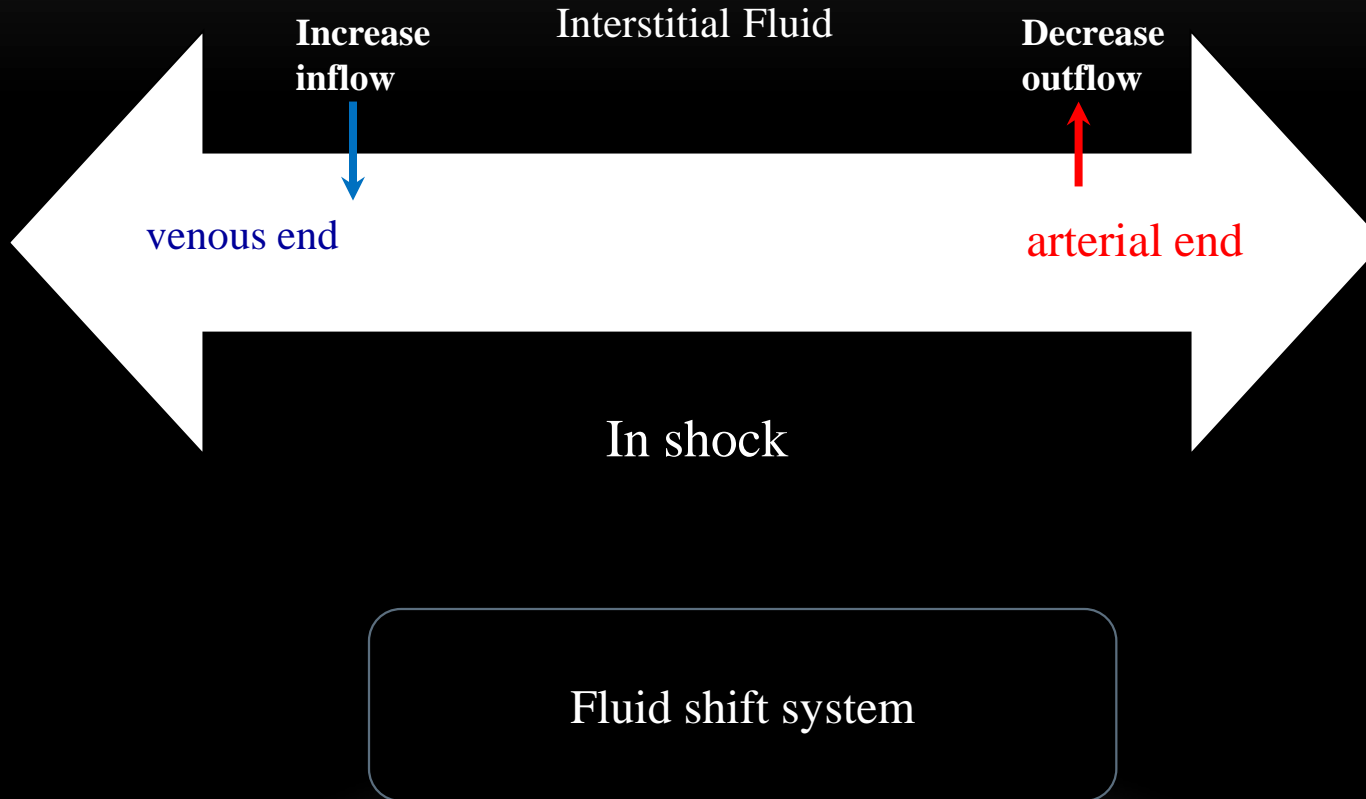 Interstitial Fluid
Increase
inflow
Decrease
outflow
venous end
arterial end
In shock
Fluid shift system